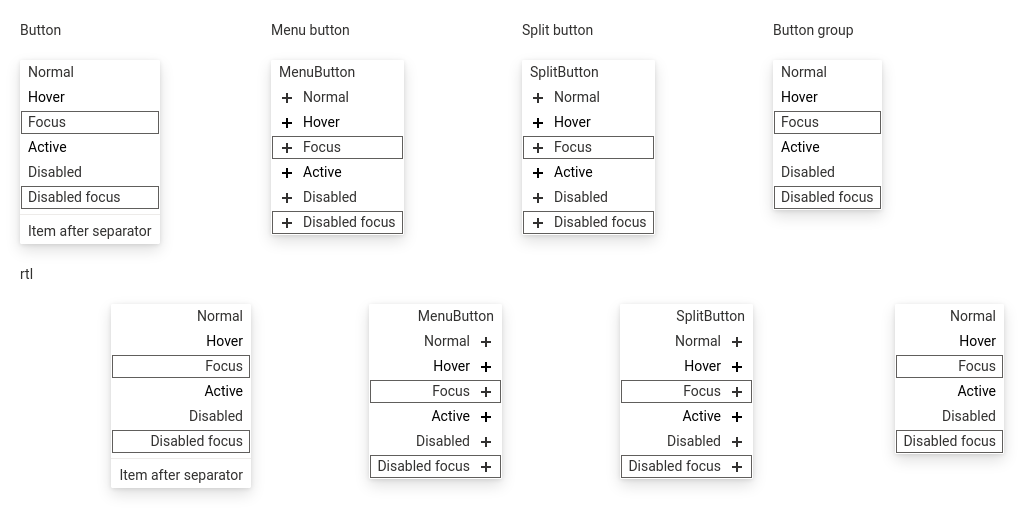 Button
Normal
Hover
Focus
Active
Disabled
Disabled focus
Item after separator
Menu button
MenuButton
Normal
Hover
Focus
Active
Disabled
Disabled focus
Split button
SplitButton
Normal
Hover
Focus
Active
Disabled
Disabled focus
Button group
Normal
Hover
Focus
Active
Disabled
Disabled focus
rtl
Normal
Hover
Focus
Active
Disabled
Disabled focus
Item after separator
MenuButton
Normal
Hover
Focus
Active
Disabled
Disabled focus
SplitButton
Normal
Hover
Focus
Active
Disabled
Disabled focus
Normal
Hover
Focus
Active
Disabled
Disabled focus